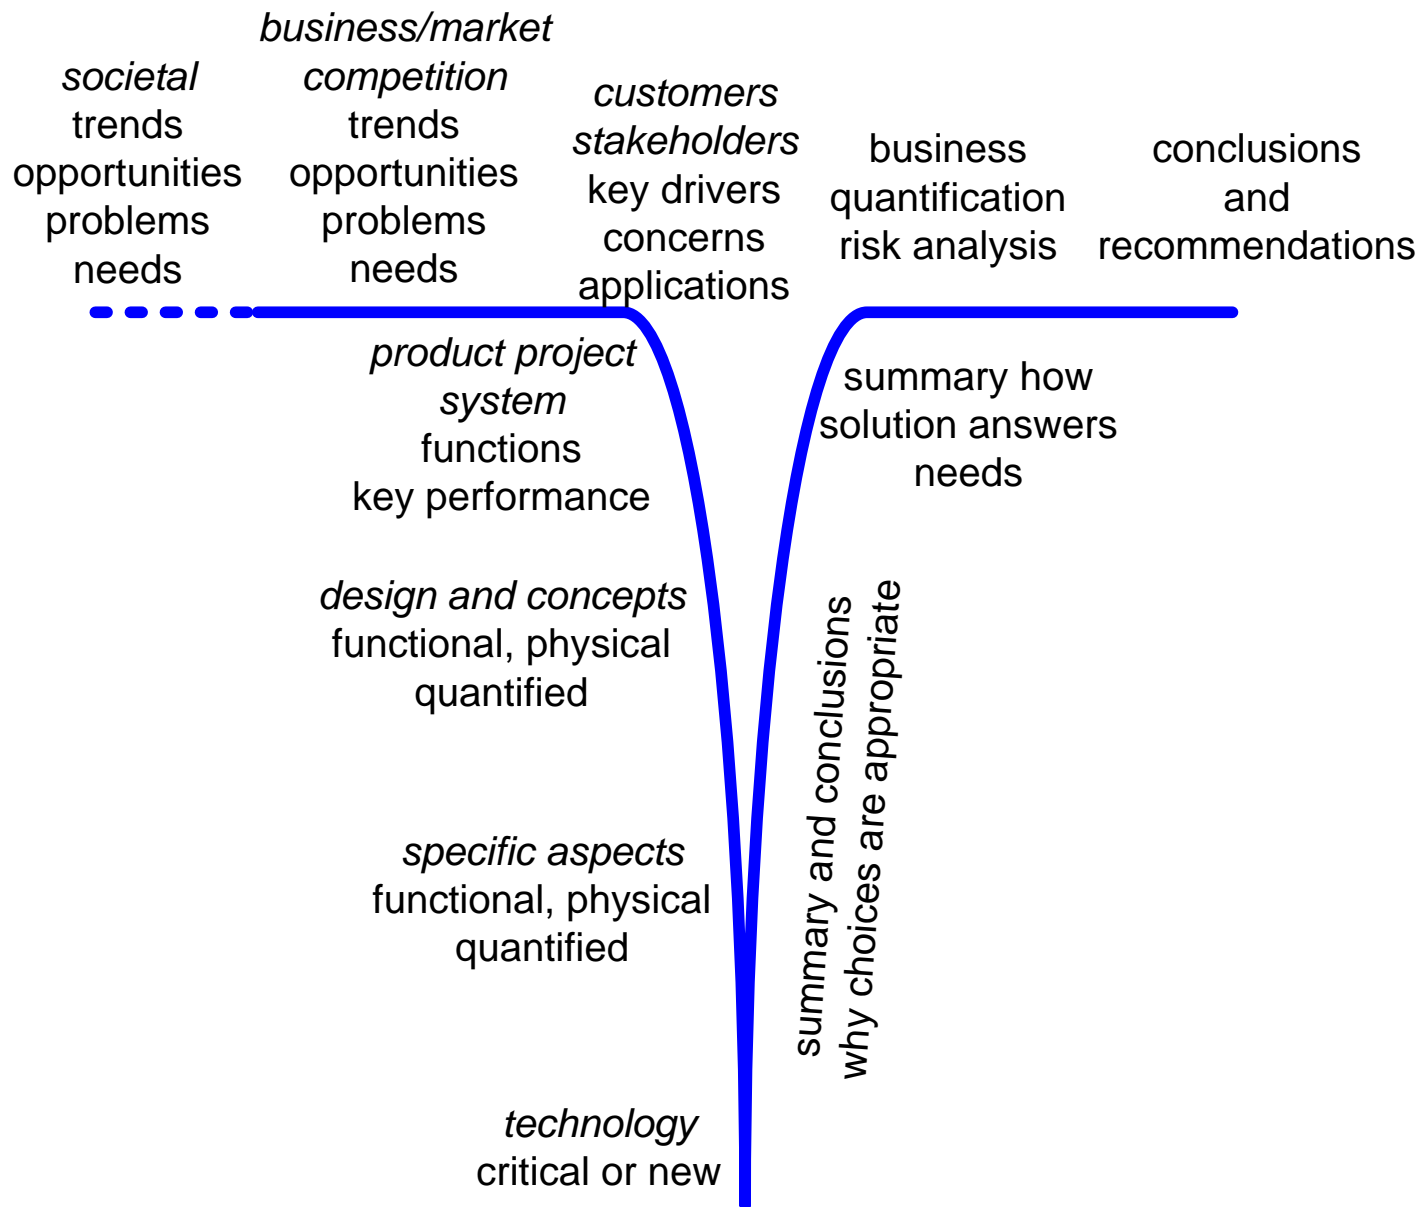 societal
trends
opportunities
problems
needs
business/market
competition
trends
opportunities
problems
needs
customers
stakeholders
key drivers
concerns
applications
business
quantification
risk analysis
conclusions
and
recommendations
product project
system
functions
key performance
summary how
solution answers
needs
design and concepts
functional, physical
quantified
summary and conclusions
why choices are appropriate
specific aspects
functional, physical
quantified
technology
critical or new